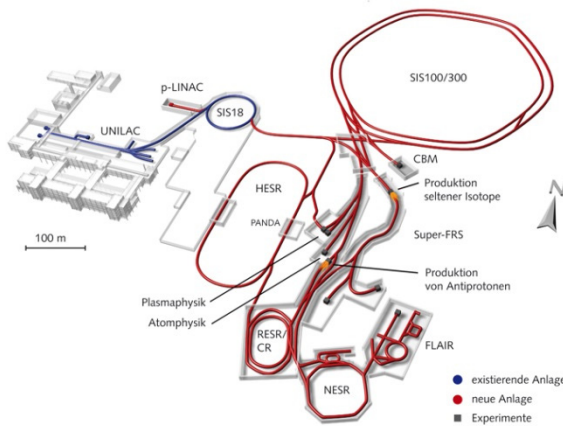 SIS100/300
p-LINAC
SIS18
UNILAC
CBM
HESR
Produktion
seltener Isotope
N
PANDA
100 m
Super-FRS
Plasmaphysik
Produktion
von Antiprotonen
Atomphysik
RESR/
CR
FLAIR
NESR
existierende Anlage
neue Anlage
Experimente